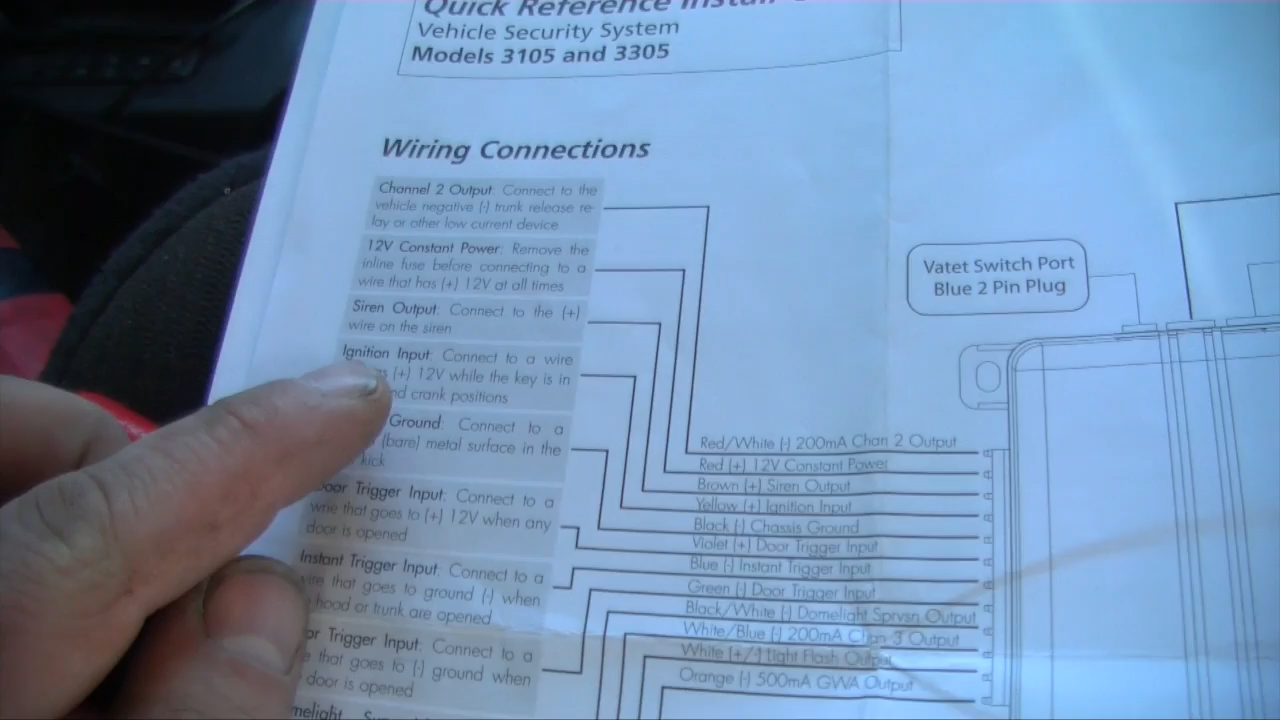 Quick Reference Install
Vehicle Security System
Models 3105 and 3305
Wiring Connections
Channel 2 Output: Connect to the
vehicle negative (-) trunk release re-
lay or other low current device
12V Constant Power: Remove the
inline fuse before connecting to a
wire that has (+) 12V at all times
Siren Output: Connect to the (+)
wire on the siren
Ignition Input: Connect to a wire
(+) 12V while the key is in
crank positions
Ground: Connect to a
(bare) metal surface in the
kick
Door Trigger Input: Connect to a
wire that goes to (+) 12V when any
door is opened
Instant Trigger Input: Connect to a
wire that goes to ground (-) when
hood or trunk are opened
Trigger Input: Connect to a
that goes to (-) ground when
door is opened
Vatet Switch Port
Blue 2 Pin Plug
Red/White (-) 200mA Chan 2 Output
Red (+) 12V Constant Power
Brown (+) Siren Output
Yellow (+) Ignition Input
Black (-) Chassis Ground
Violet (+) Door Trigger Input
Blue (-) Instant Trigger Input
Green (-) Door Trigger Input
Black/White (-) Domelight Sprvsn Output
White/Blue (-) 200mA Chan 3 Output
White (+/-) Light Flash Output
Orange (-) 500mA GWA Output